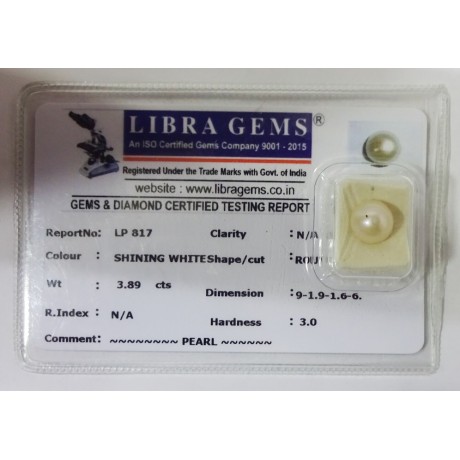 LIBRA GEMS®
An ISO Certified Gems Company 9001 - 2015
Registered Under the Trade Marks with Govt. of India
website : www.libragems.co.in
GEMS & DIAMOND CERTIFIED TESTING REPORT
ReportNo: LP 817 Clarity : N/A
Colour : SHINING WHITE Shape/cut : ROU
Wt : 3.89 cts Dimension : 9-1.9-1.6-6.
R.Index : N/A Hardness : 3.0
Comment: ~~~~~~~~ PEARL ~~~~~~